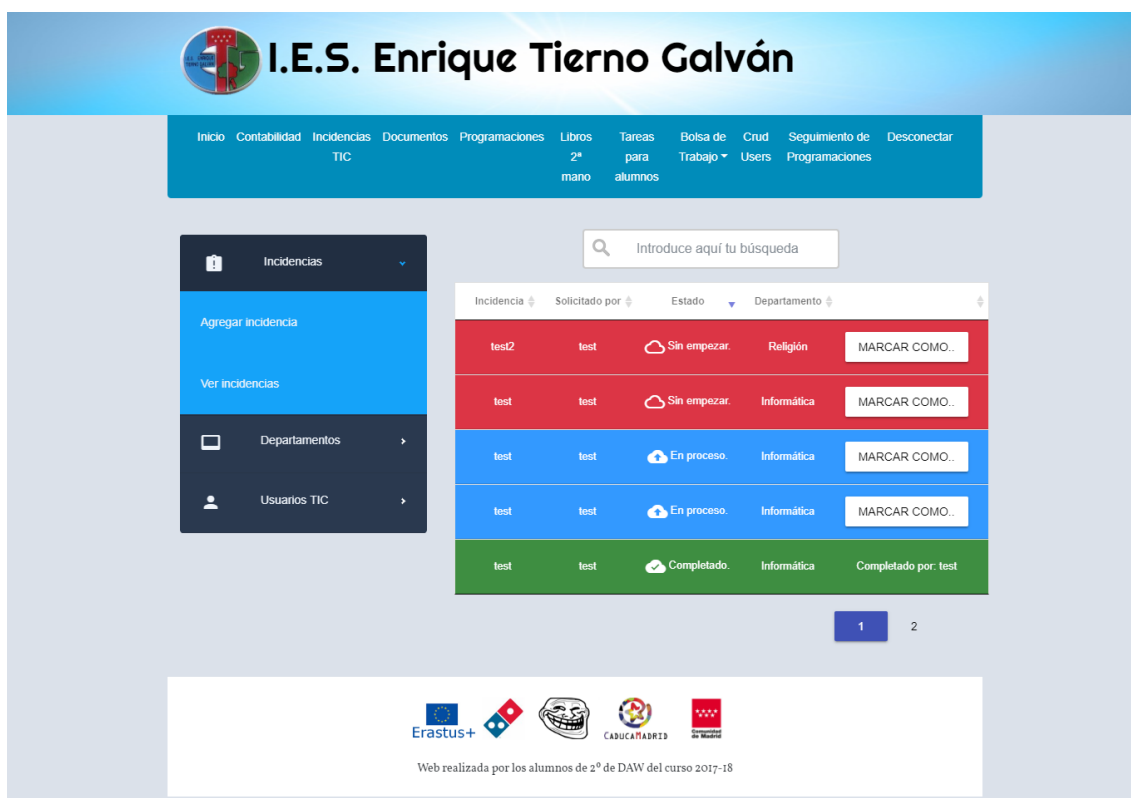 I.E.S. Enrique Tierno Galván
Inicio Contabilidad Incidencias TIC Documentos Programaciones Libros 2ª mano Tareas para alumnos Bolsa de Trabajo Crud Users Seguimiento de Programaciones Desconectar
Incidencias
Agregar incidencia
Ver incidencias
Departamentos
Usuarios TIC
Introduce aquí tu búsqueda
Incidencia Solicitado por Estado Departamento
test2 test Sin empezar. Religión MARCAR COMO..
test test Sin empezar. Informática MARCAR COMO..
test test En proceso. Informática MARCAR COMO..
test test En proceso. Informática MARCAR COMO..
test test Completado. Informática Completado por: test
1 2
Erastus+
CADUCAMADRID
Comunidad
de Madrid
Web realizada por los alumnos de 2º de DAW del curso 2017-18